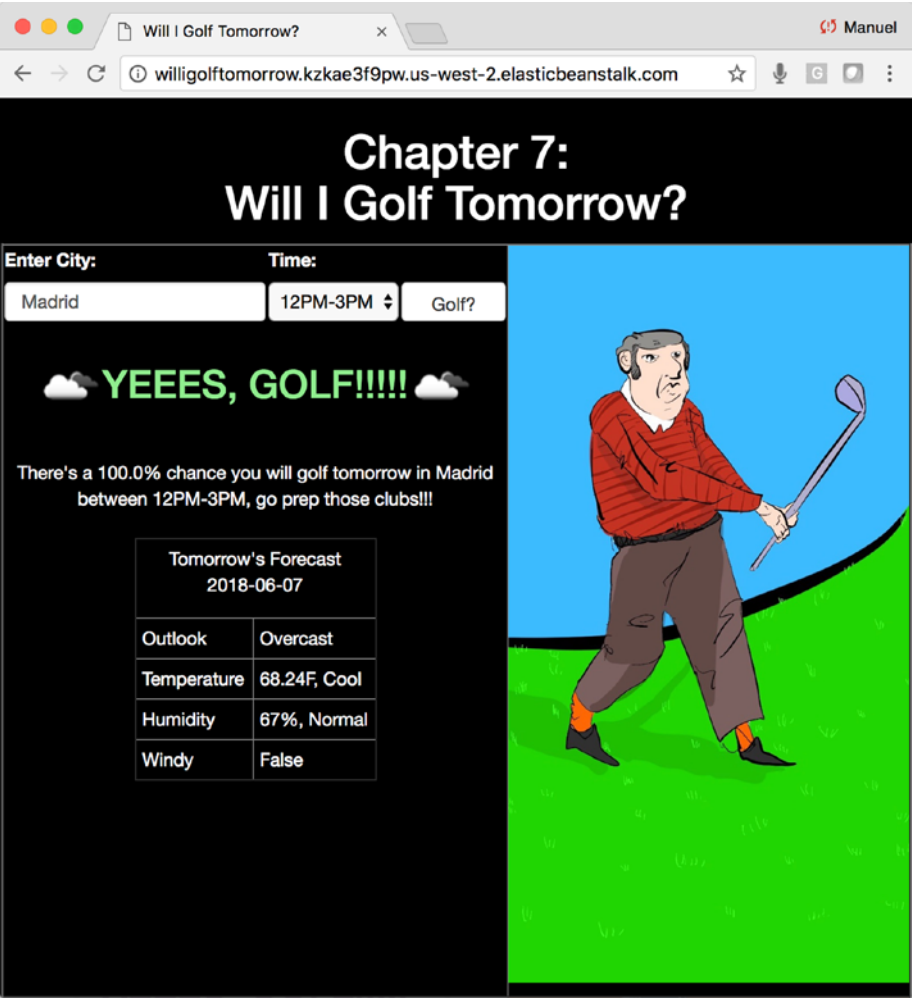 Will I Golf Tomorrow?
Manuel
willigolftomorrow.kzkae3f9pw.us-west-2.elasticbeanstalk.com
G
Chapter 7:
Will I Golf Tomorrow?
Enter City: Time:
Madrid 12PM-3PM Golf?
YEEES, GOLF!!!!!
There's a 100.0% chance you will golf tomorrow in Madrid
between 12PM-3PM, go prep those clubs!!!
Tomorrow's Forecast
2018-06-07
Outlook Overcast
Temperature 68.24F, Cool
Humidity 67%, Normal
Windy False